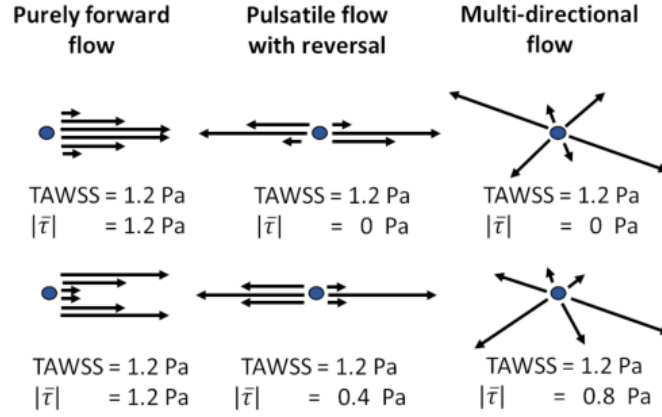 Purely forward flow
Pulsatile flow with reversal
Multi-directional flow
TAWSS = 1.2 Pa
|τ̄| = 1.2 Pa
TAWSS = 1.2 Pa
|τ̄| = 0 Pa
TAWSS = 1.2 Pa
|τ̄| = 0 Pa
TAWSS = 1.2 Pa
|τ̄| = 1.2 Pa
TAWSS = 1.2 Pa
|τ̄| = 0.4 Pa
TAWSS = 1.2 Pa
|τ̄| = 0.8 Pa